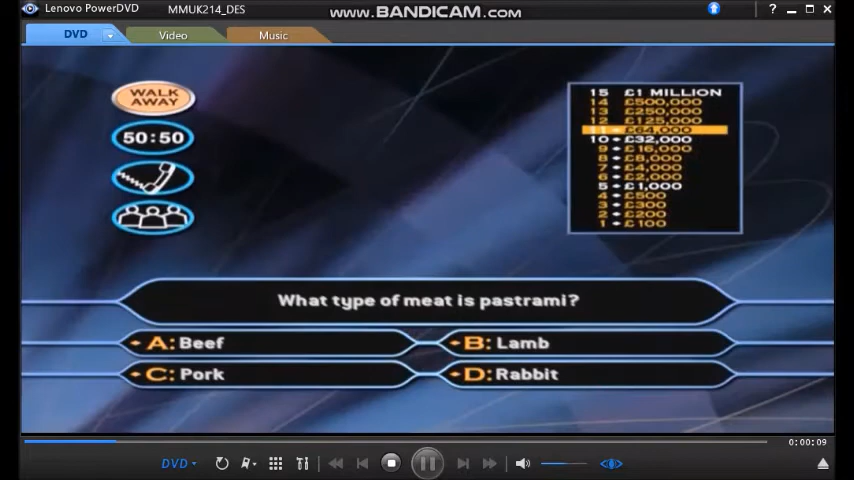 Lenovo PowerDVD
MMUK214_DES
www.BANDICAM.com
DVD
Video
Music
WALK AWAY
50:50
15 £1 MILLION
14 £500,000
13 £250,000
12 £125,000
11 £64,000
10 £32,000
9 £16,000
8 £8,000
7 £4,000
6 £2,000
5 £1,000
4 £500
3 £300
2 £200
1 £100
What type of meat is pastrami?
A: Beef
B: Lamb
C: Pork
D: Rabbit
0:00:09
DVD